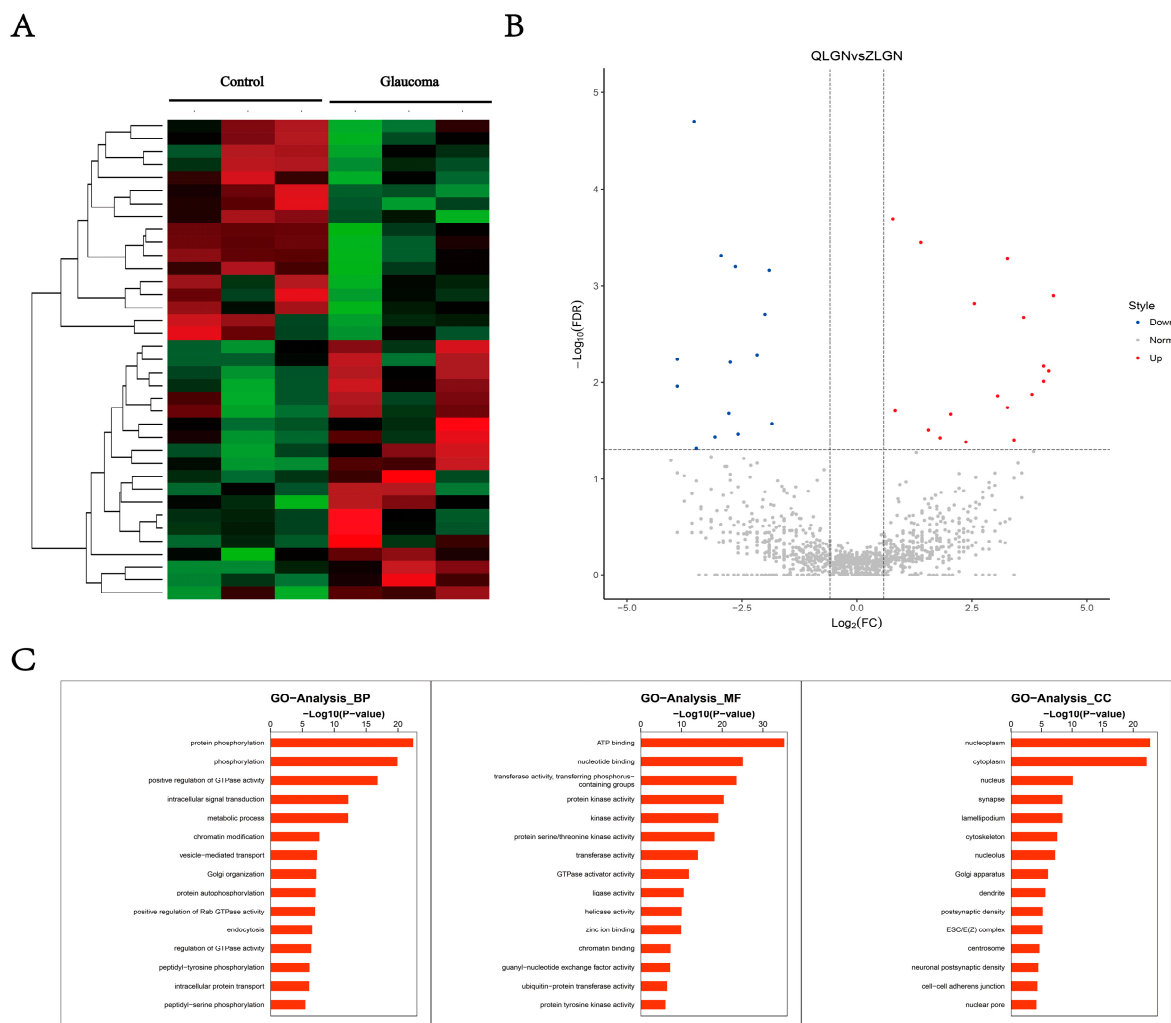 A
B
Control
Glaucoma
QLGNvsZLGN
5
4
3
2
1
0
−Log₁₀(FDR)
−5.0
−2.5
0.0
2.5
5.0
Log₂(FC)
Style
Down
Norm
Up
C
GO−Analysis_BP
−Log10(P−value)
0 5 10 15 20
protein phosphorylation
phosphorylation
positive regulation of GTPase activity
intracellular signal transduction
metabolic process
chromatin modification
vesicle-mediated transport
Golgi organization
protein autophosphorylation
positive regulation of Rab GTPase activity
endocytosis
regulation of GTPase activity
peptidyl-tyrosine phosphorylation
intracellular protein transport
peptidyl-serine phosphorylation
GO−Analysis_MF
−Log10(P−value)
0 10 20 30
ATP binding
nucleotide binding
transferase activity, transferring phosphorus-
containing groups
protein kinase activity
kinase activity
protein serine/threonine kinase activity
transferase activity
GTPase activator activity
ligase activity
helicase activity
zinc ion binding
chromatin binding
guanyl-nucleotide exchange factor activity
ubiquitin-protein transferase activity
protein tyrosine kinase activity
GO−Analysis_CC
−Log10(P−value)
0 5 10 15 20
nucleoplasm
cytoplasm
nucleus
synapse
lamellipodium
cytoskeleton
nucleolus
Golgi apparatus
dendrite
postsynaptic density
ESC/E(Z) complex
centrosome
neuronal postsynaptic density
cell-cell adherens junction
nuclear pore